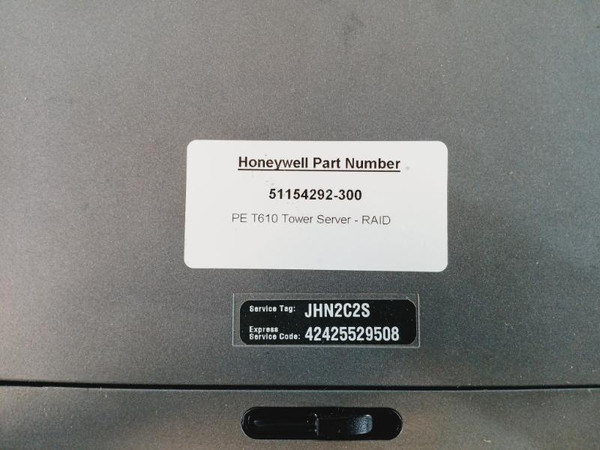 Honeywell Part Number
51154292-300
PE T610 Tower Server - RAID
Service Tag: JHN2C2S
Express
Service Code: 42425529508